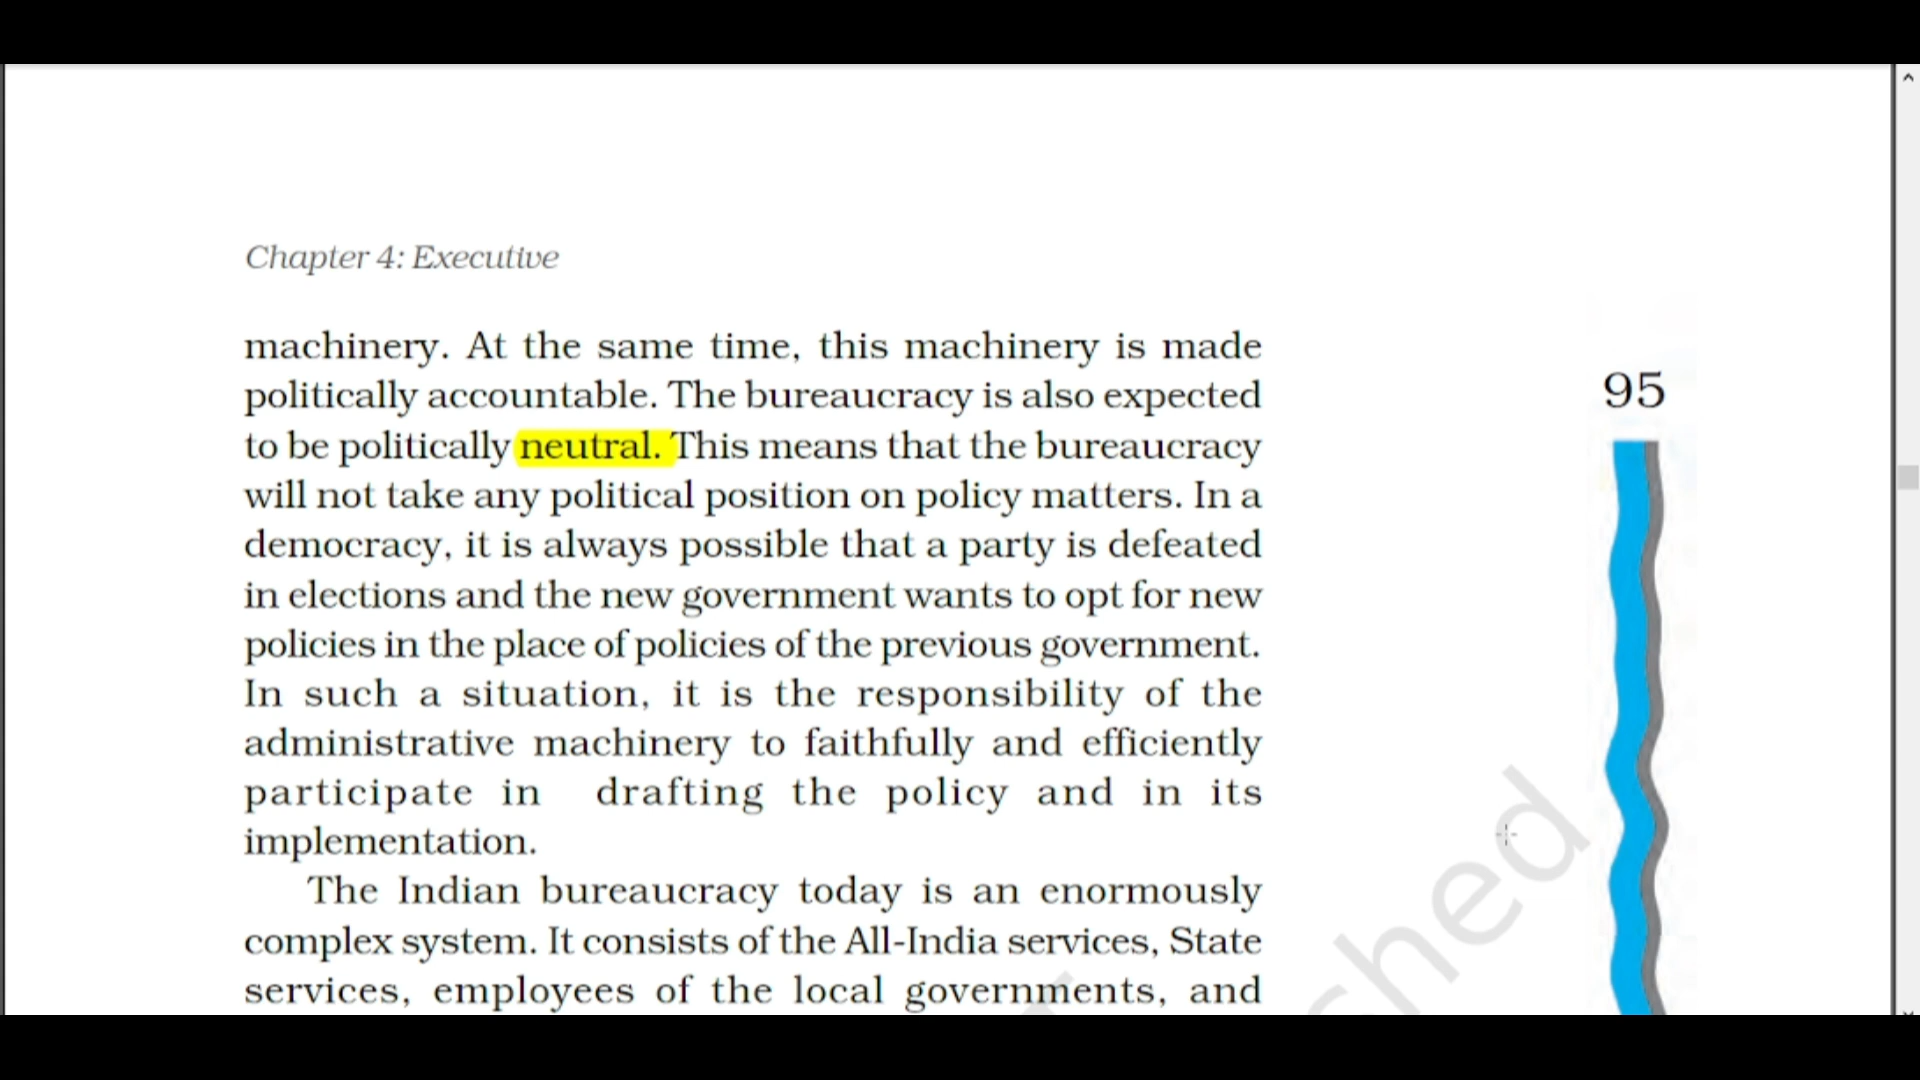 Chapter 4: Executive
machinery. At the same time, this machinery is made
politically accountable. The bureaucracy is also expected
to be politically neutral. This means that the bureaucracy
will not take any political position on policy matters. In a
democracy, it is always possible that a party is defeated
in elections and the new government wants to opt for new
policies in the place of policies of the previous government.
In such a situation, it is the responsibility of the
administrative machinery to faithfully and efficiently
participate in drafting the policy and in its
implementation.
The Indian bureaucracy today is an enormously
complex system. It consists of the All-India services, State
services, employees of the local governments, and
95
shed